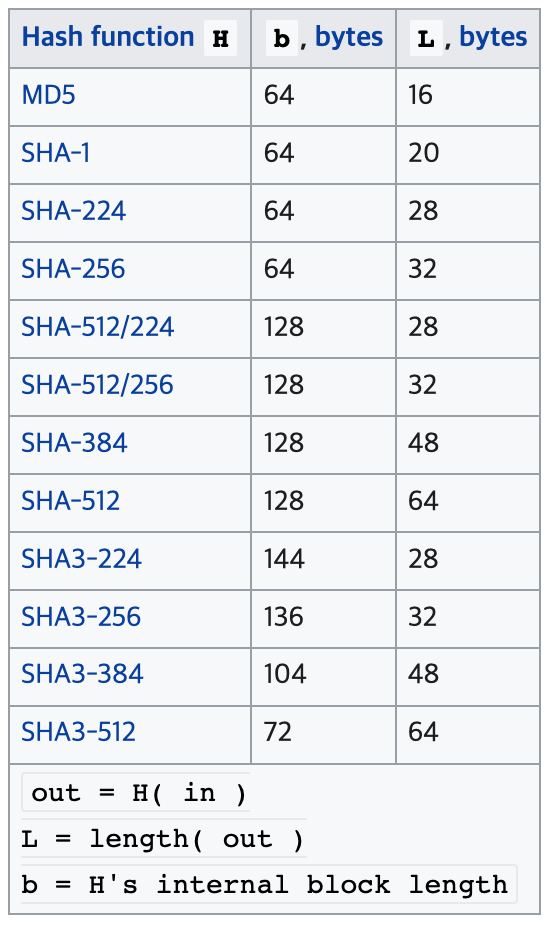 Hash function H b, bytes L, bytes
MD5 64 16
SHA-1 64 20
SHA-224 64 28
SHA-256 64 32
SHA-512/224 128 28
SHA-512/256 128 32
SHA-384 128 48
SHA-512 128 64
SHA3-224 144 28
SHA3-256 136 32
SHA3-384 104 48
SHA3-512 72 64
out = H( in )
L = length( out )
b = H's internal block length